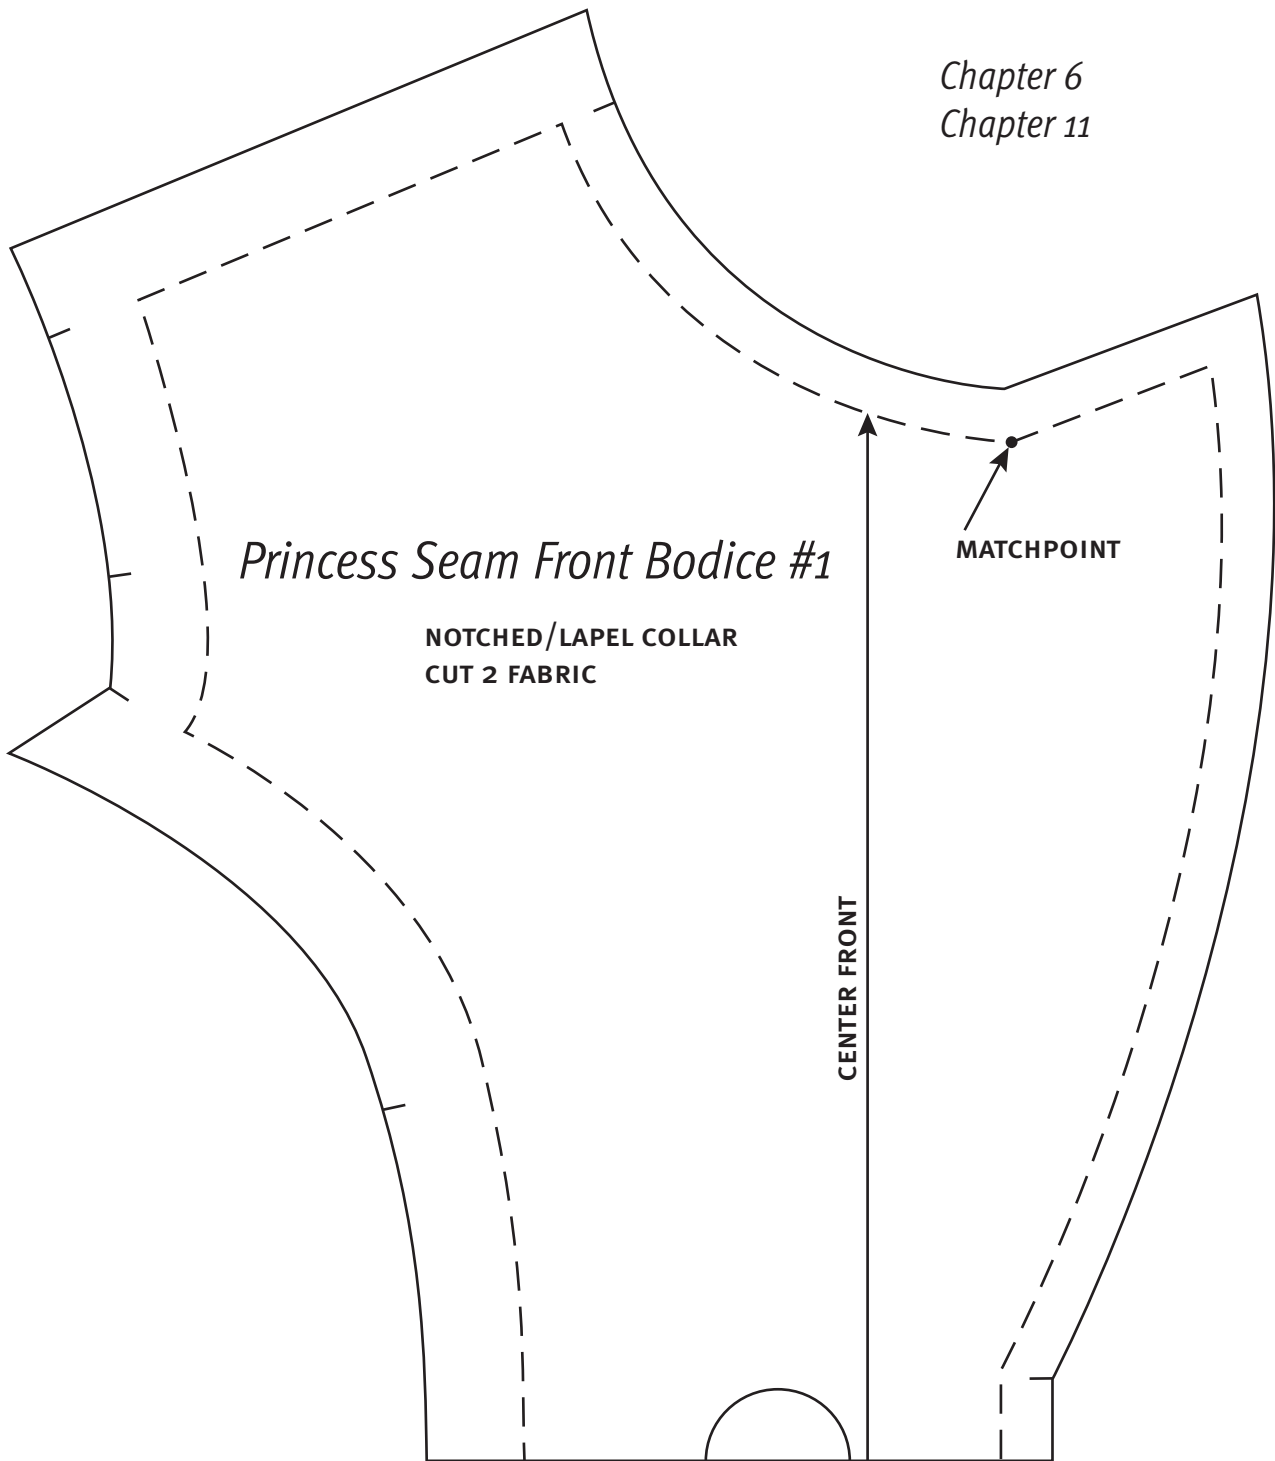 Chapter 6
Chapter 11
Princess Seam Front Bodice #1
NOTCHED/LAPEL COLLAR
CUT 2 FABRIC
MATCHPOINT
CENTER FRONT